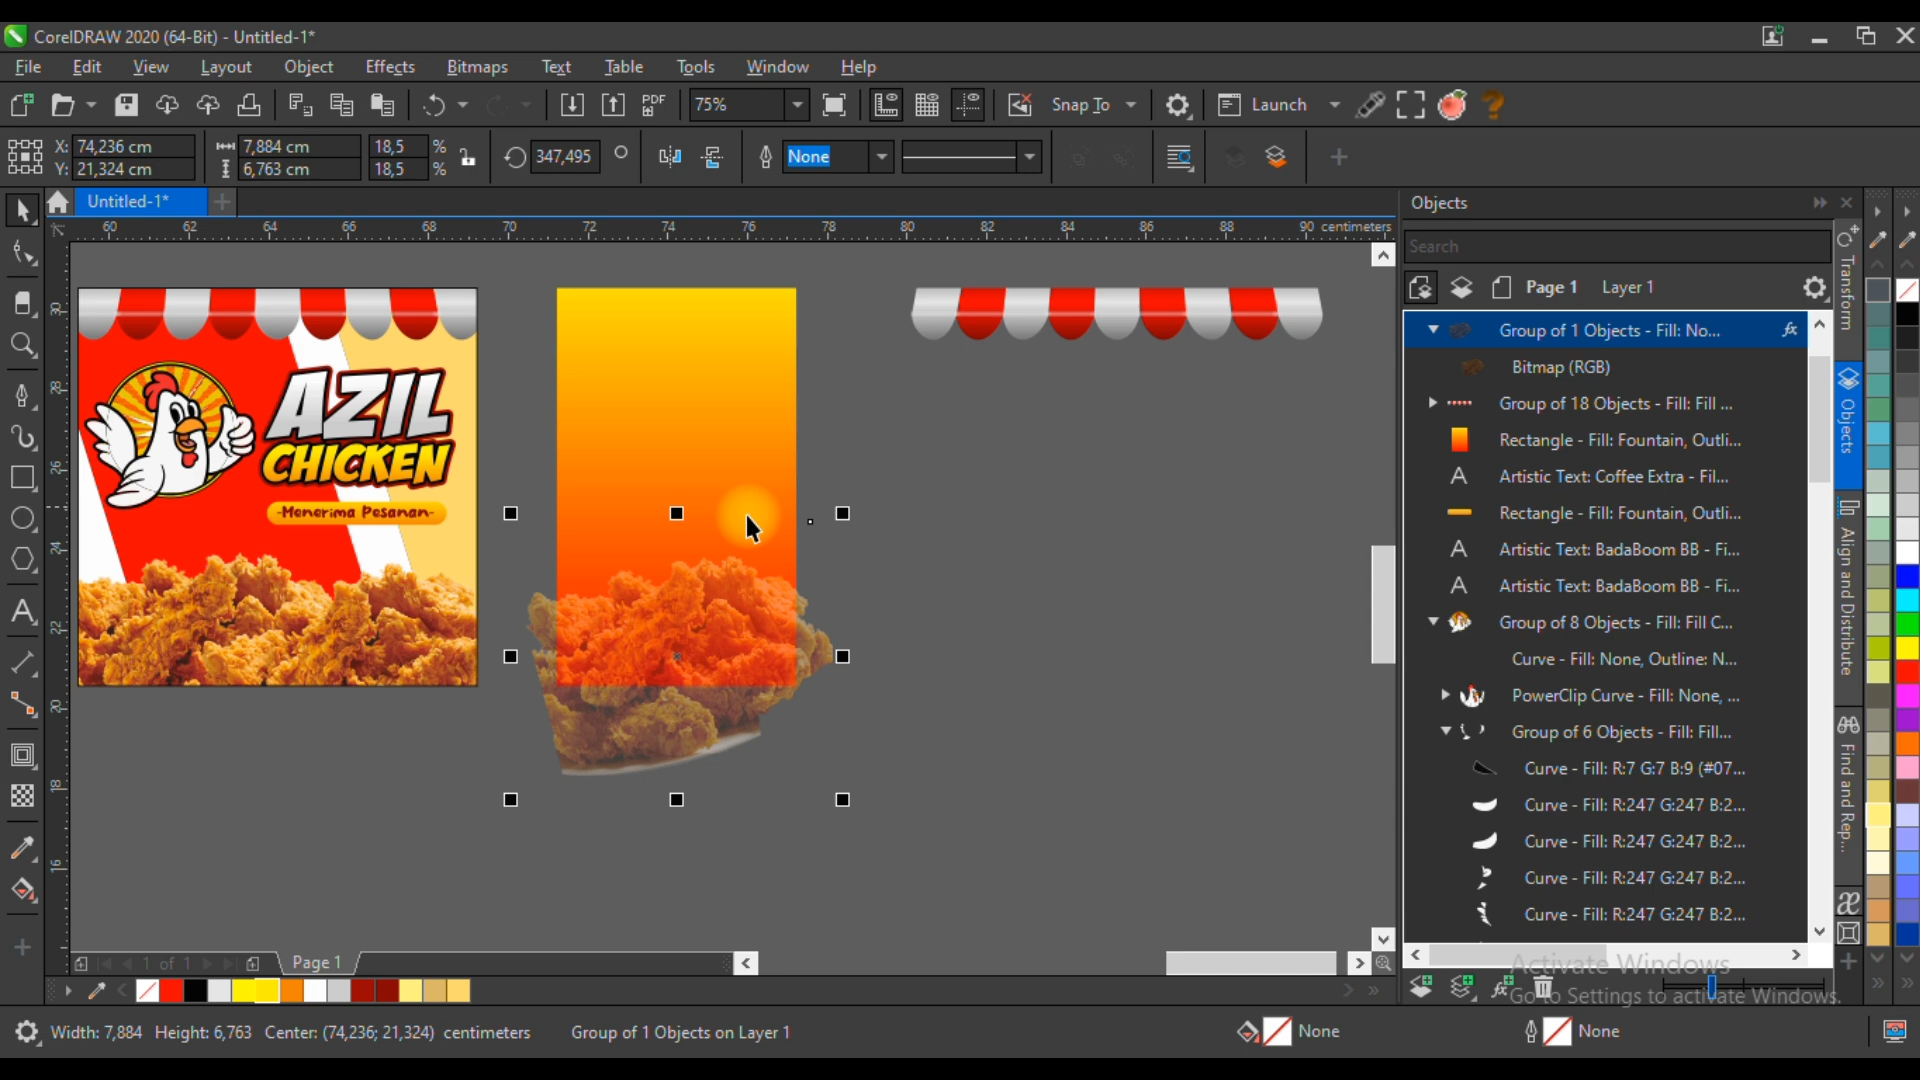 CorelDRAW 2020 (64-Bit) - Untitled-1*
File Edit View Layout Object Effects Bitmaps Text Table Tools Window Help
PDF 75% Snap To Launch
X: 74,236 cm 7,884 cm 18,5 %
Y: 21,324 cm 6,763 cm 18,5 %
347,495 None
Untitled-1*
60 62 64 66 68 70 72 74 76 78 80 82 84 86 88 90 centimeters
30
28
26
24
22
20
18
16
AZIL
CHICKEN
-Menerima Pesanan-
Objects
Search
Page 1 Layer 1
Group of 1 Objects - Fill: No... fx
Bitmap (RGB)
Group of 18 Objects - Fill: Fill ...
Rectangle - Fill: Fountain, Outli...
Artistic Text: Coffee Extra - Fil...
Rectangle - Fill: Fountain, Outli...
Artistic Text: BadaBoom BB - Fi...
Artistic Text: BadaBoom BB - Fi...
Group of 8 Objects - Fill: Fill C...
Curve - Fill: None, Outline: N...
PowerClip Curve - Fill: None, ...
Group of 6 Objects - Fill: Fill...
Curve - Fill: R:7 G:7 B:9 (#07...
Curve - Fill: R:247 G:247 B:2...
Curve - Fill: R:247 G:247 B:2...
Curve - Fill: R:247 G:247 B:2...
Curve - Fill: R:247 G:247 B:2...
Transform
Objects
Align and Distribute
Find and Rep...
1 of 1 Page 1
Activate Windows
Go to Settings to activate Windows.
Width: 7,884 Height: 6,763 Center: (74,236; 21,324) centimeters Group of 1 Objects on Layer 1 None None